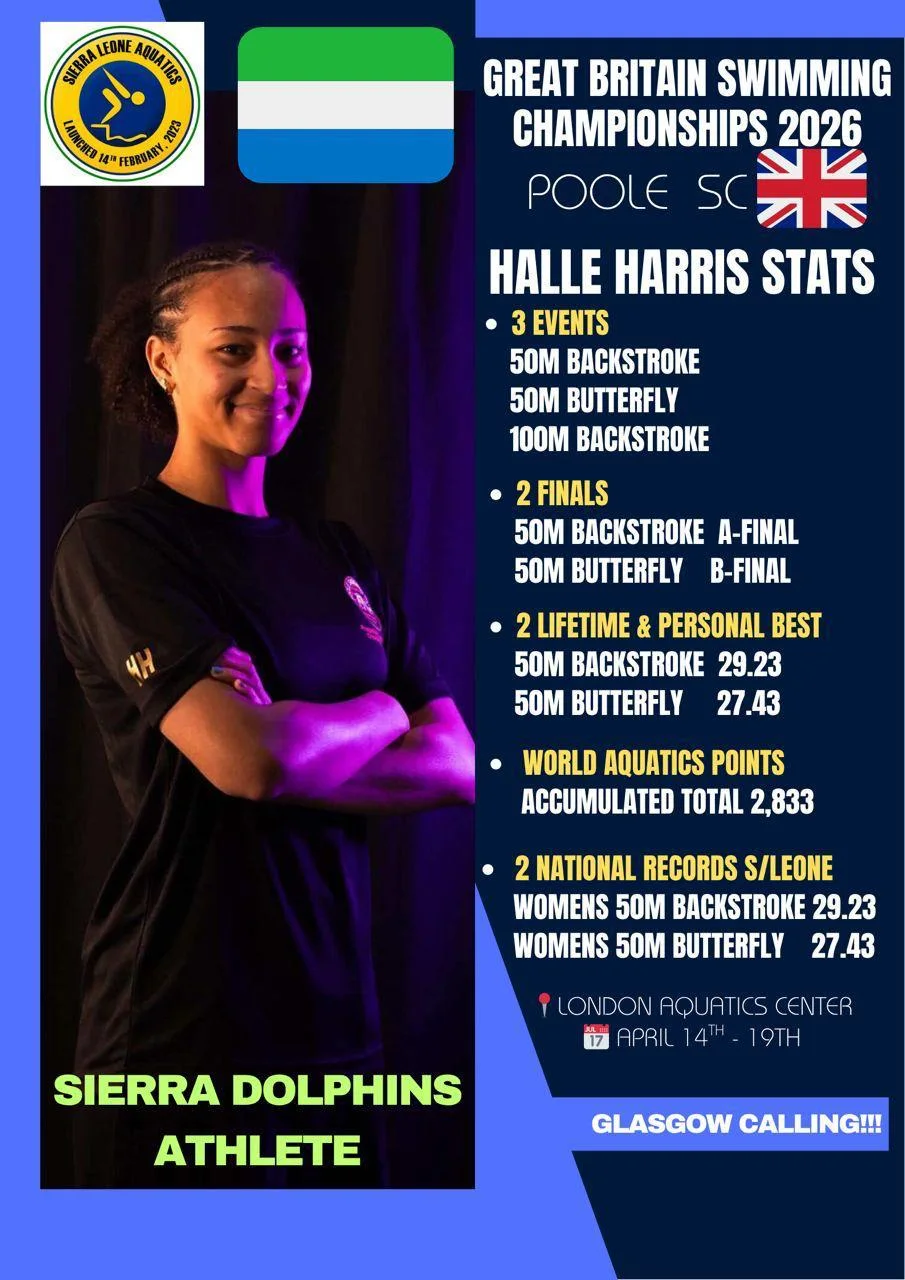 SIERRA LEONE AQUATICS
LAUNCHED 14TH FEBRUARY, 2023
GREAT BRITAIN SWIMMING
CHAMPIONSHIPS 2026
POOLE SC
HALLE HARRIS STATS
• 3 EVENTS
50M BACKSTROKE
50M BUTTERFLY
100M BACKSTROKE
• 2 FINALS
50M BACKSTROKE A-FINAL
50M BUTTERFLY B-FINAL
• 2 LIFETIME & PERSONAL BEST
50M BACKSTROKE 29.23
50M BUTTERFLY 27.43
• WORLD AQUATICS POINTS
ACCUMULATED TOTAL 2,833
• 2 NATIONAL RECORDS S/LEONE
WOMENS 50M BACKSTROKE 29.23
WOMENS 50M BUTTERFLY 27.43
📍LONDON AQUATICS CENTER
JUL
17
APRIL 14TH - 19TH
HH
SIERRA DOLPHINS
ATHLETE
GLASGOW CALLING!!!